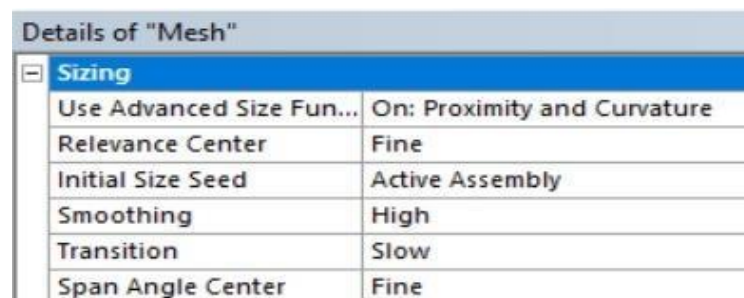 Details of "Mesh"
Sizing
Use Advanced Size Fun... On: Proximity and Curvature
Relevance Center Fine
Initial Size Seed Active Assembly
Smoothing High
Transition Slow
Span Angle Center Fine